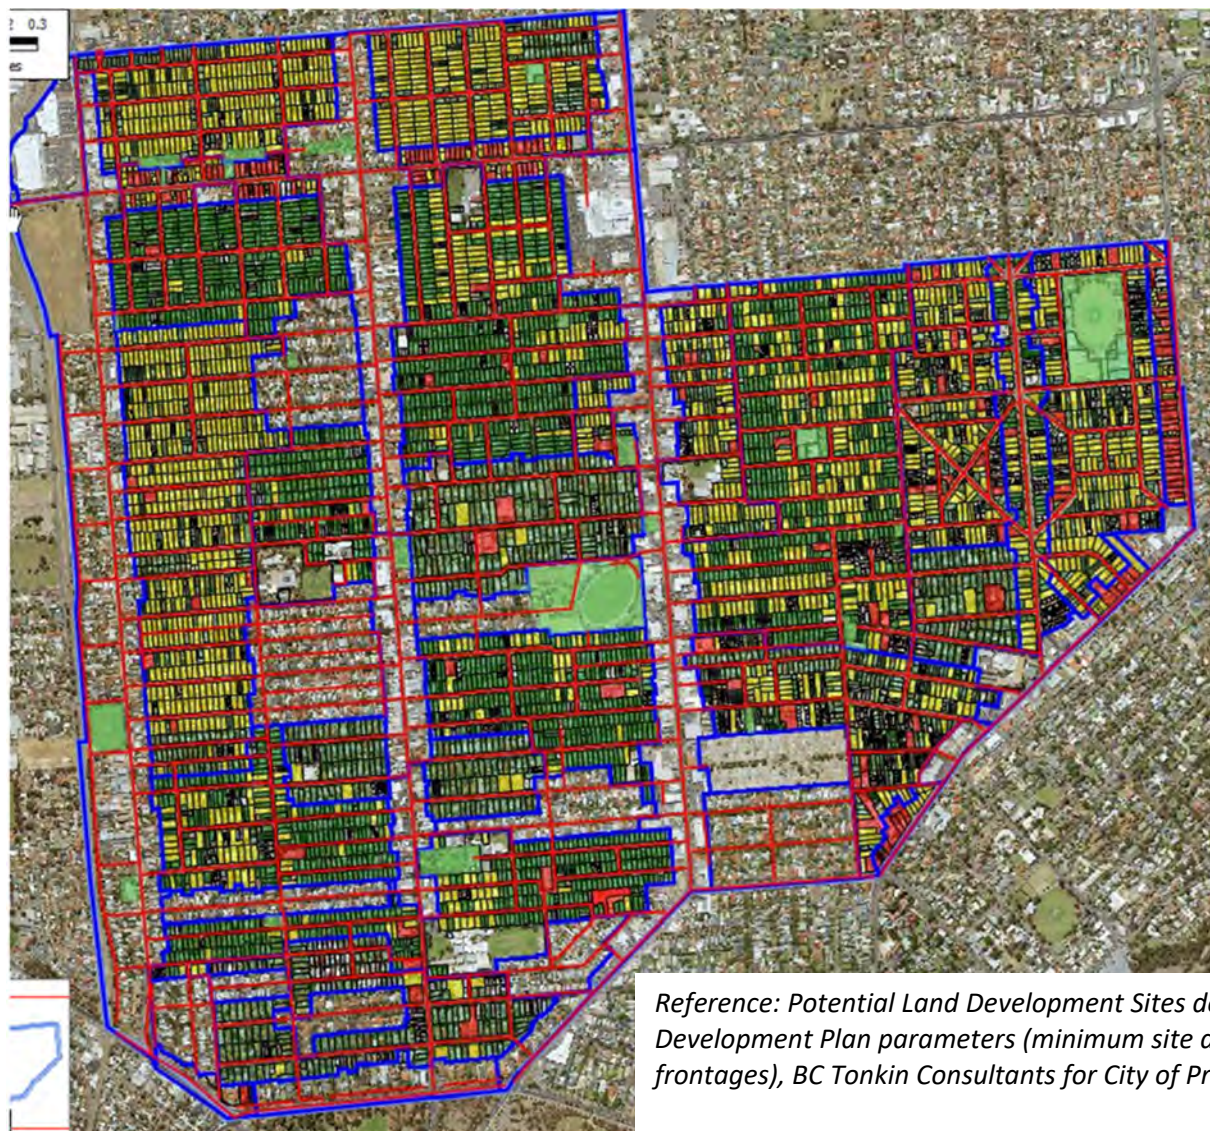 0.3
Reference: Potential Land Development Sites d
Development Plan parameters (minimum site
frontages), BC Tonkin Consultants for City of Pr